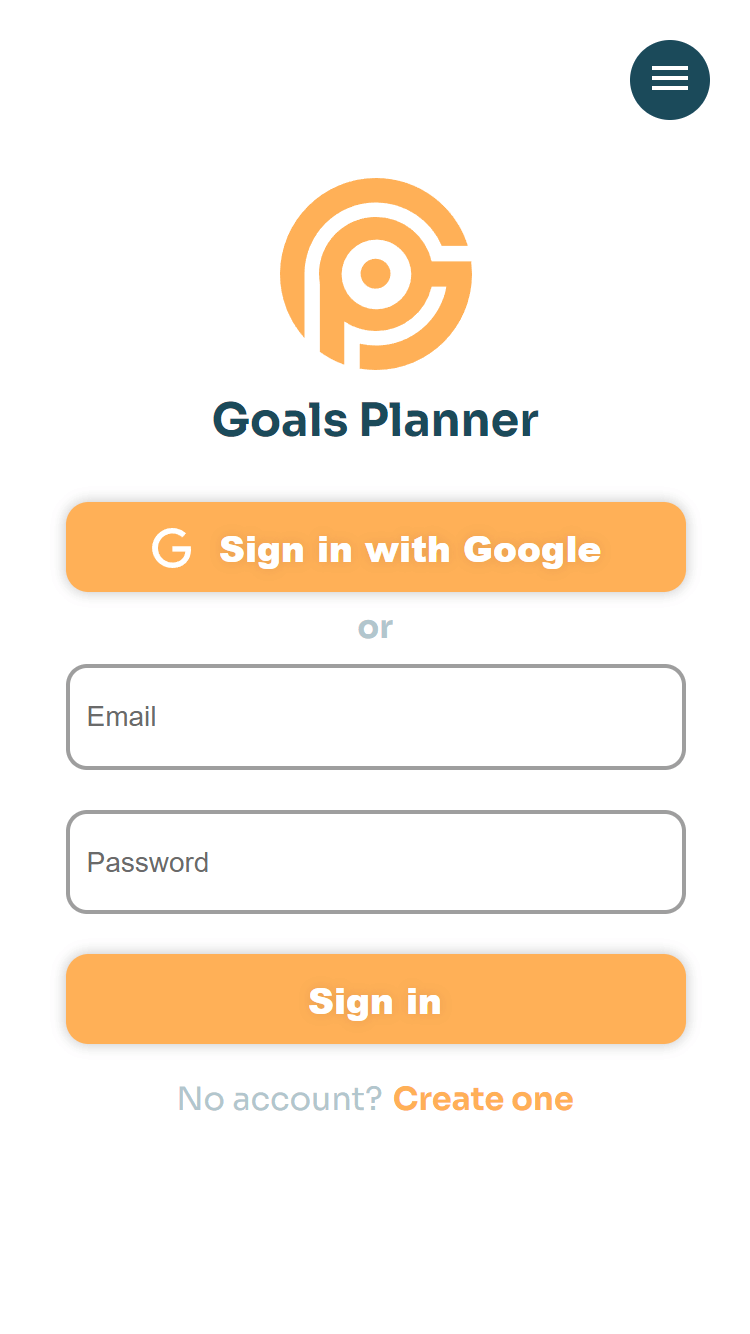 Goals Planner
Sign in with Google
or
Email
Password
Sign in
No account? Create one